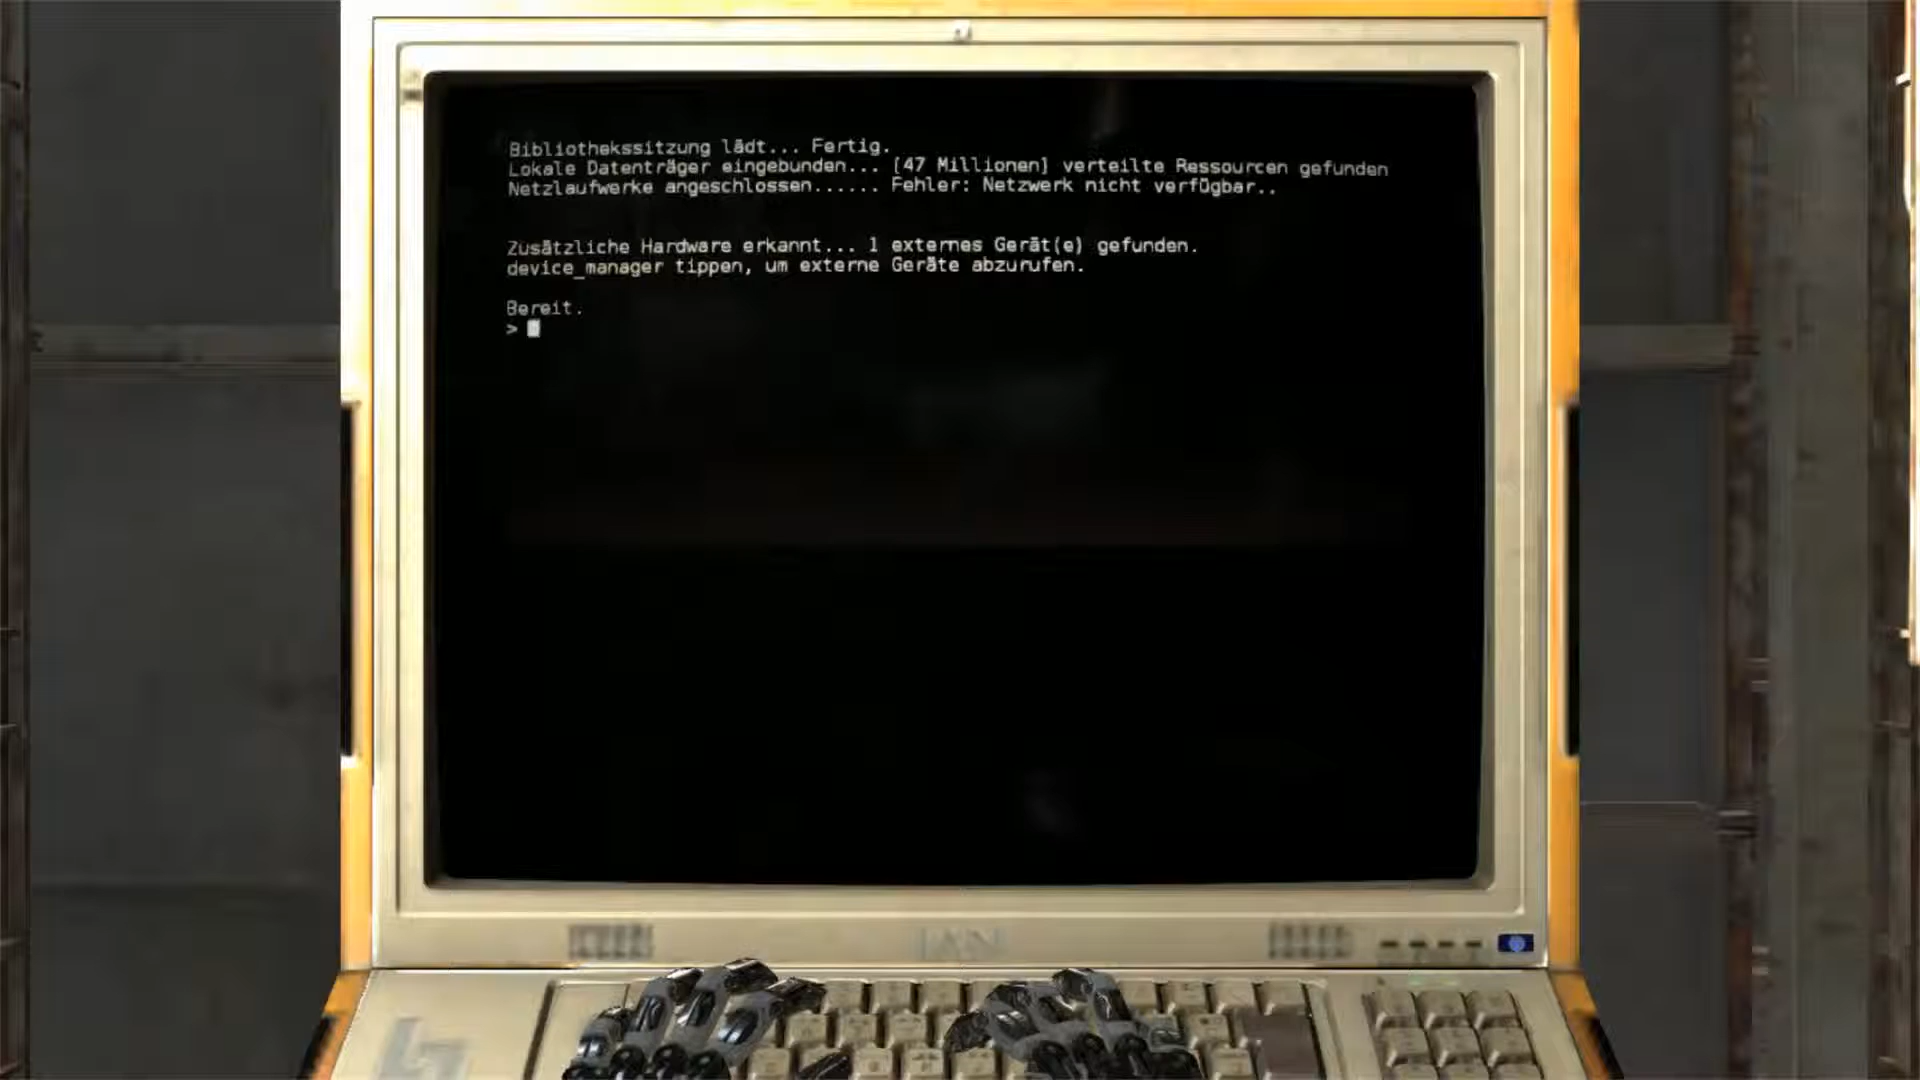 Bibliothekssitzung lädt... Fertig.
Lokale Datenträger eingebunden... [47 Millionen] verteilte Ressourcen gefunden
Netzlaufwerke angeschlossen...... Fehler: Netzwerk nicht verfügbar..
Zusätzliche Hardware erkannt... 1 externes Gerät(e) gefunden.
device_manager tippen, um externe Geräte abzurufen.
Bereit.
>